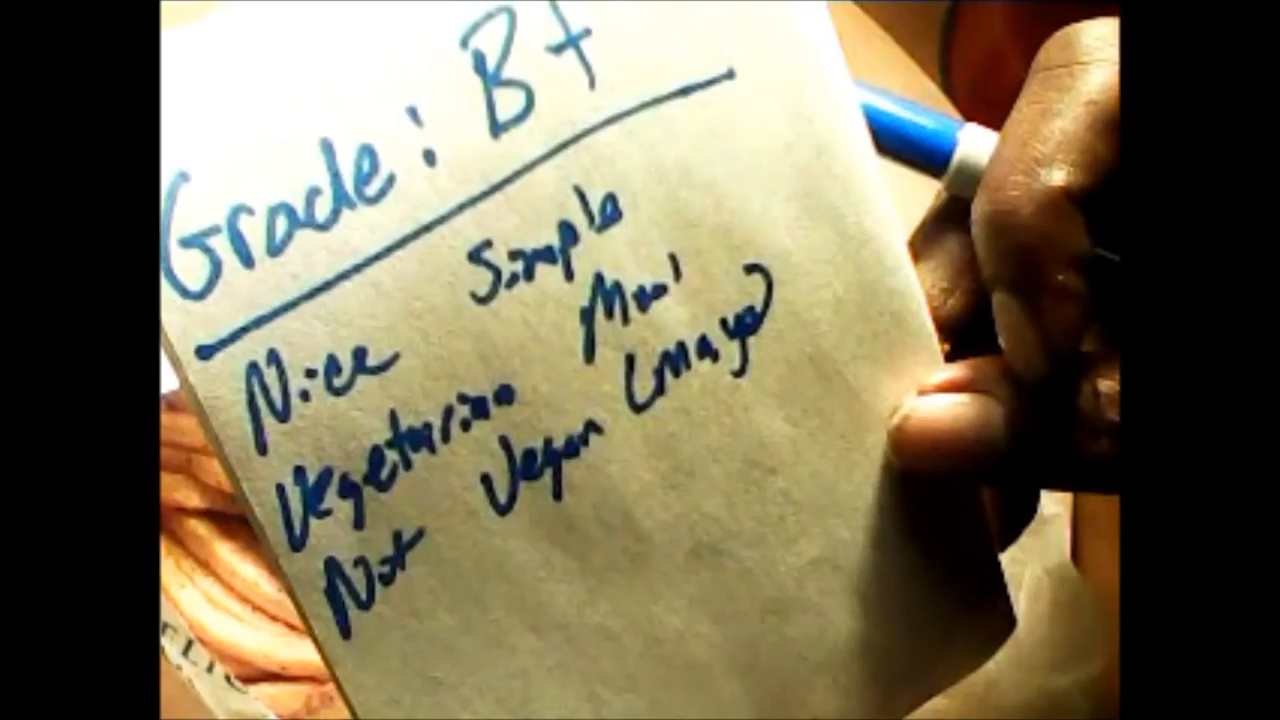 Grade: B+
Nice Simple
Vegetarian Meal
Not Vegan (mayo)